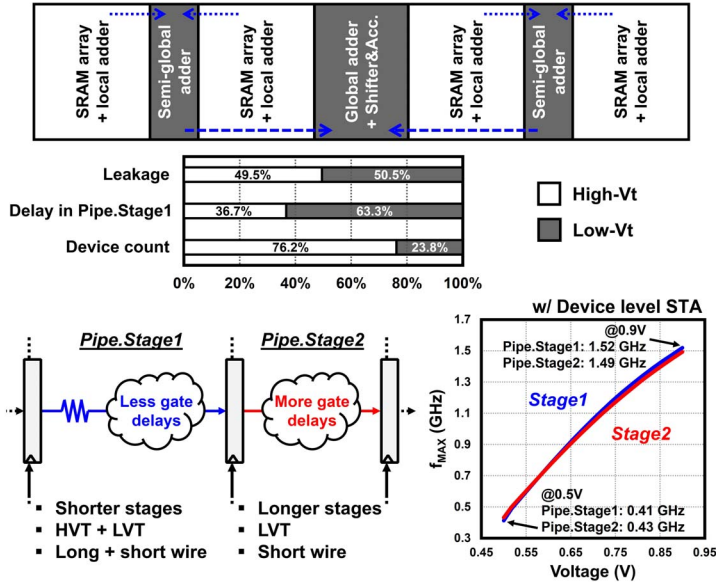 SRAM array
+ local adder
Semi-global
adder
SRAM array
+ local adder
Global adder
+ Shifter&Acc.
SRAM array
+ local adder
Semi-global
adder
SRAM array
+ local adder
Leakage
49.5%
50.5%
Delay in Pipe.Stage1
36.7%
63.3%
Device count
76.2%
23.8%
0%
20%
40%
60%
80%
100%
High-Vt
Low-Vt
Pipe.Stage1
Less gate
delays
▪ Shorter stages
▪ HVT + LVT
▪ Long + short wire
Pipe.Stage2
More gate
delays
▪ Longer stages
▪ LVT
▪ Short wire
w/ Device level STA
fMAX (GHz)
1.7
1.5
1.3
1.1
0.9
0.7
0.5
0.3
@0.9V
Pipe.Stage1: 1.52 GHz
Pipe.Stage2: 1.49 GHz
Stage1
Stage2
@0.5V
Pipe.Stage1: 0.41 GHz
Pipe.Stage2: 0.43 GHz
0.45
0.55
0.65
0.75
0.85
0.95
Voltage (V)